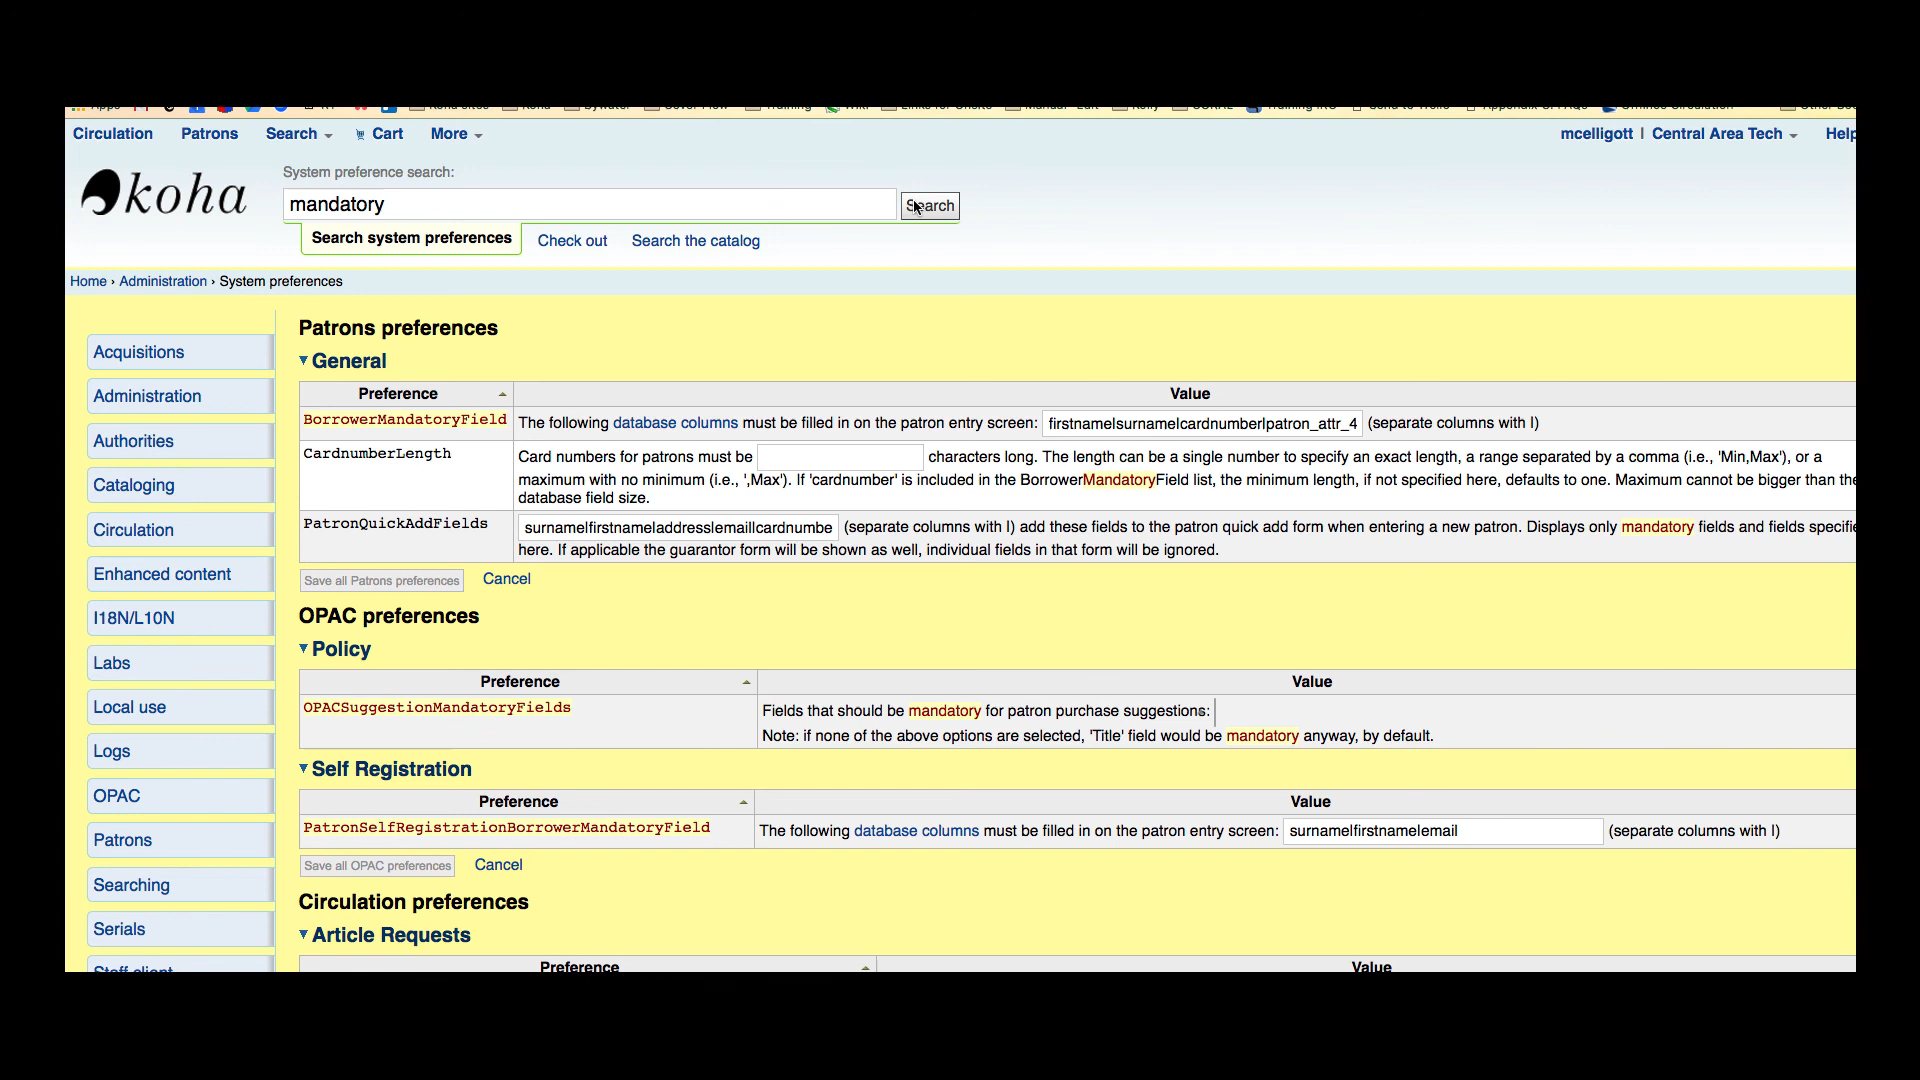 Circulation Patrons Search Cart More mcelligott | Central Area Tech Help
koha
System preference search:
mandatory Search
Search system preferences Check out Search the catalog
Home › Administration › System preferences
Acquisitions
Administration
Authorities
Cataloging
Circulation
Enhanced content
I18N/L10N
Labs
Local use
Logs
OPAC
Patrons
Searching
Serials
Staff client
Patrons preferences
General
Preference Value
BorrowerMandatoryField The following database columns must be filled in on the patron entry screen: firstname|surname|cardnumber|patron_attr_4 (separate columns with |)
CardnumberLength Card numbers for patrons must be characters long. The length can be a single number to specify an exact length, a range separated by a comma (i.e., 'Min,Max'), or a
maximum with no minimum (i.e., ',Max'). If 'cardnumber' is included in the BorrowerMandatoryField list, the minimum length, if not specified here, defaults to one. Maximum cannot be bigger than the
database field size.
PatronQuickAddFields surname|firstname|address|email|cardnumbe (separate columns with |) add these fields to the patron quick add form when entering a new patron. Displays only mandatory fields and fields specifie
here. If applicable the guarantor form will be shown as well, individual fields in that form will be ignored.
Save all Patrons preferences Cancel
OPAC preferences
Policy
Preference Value
OPACSuggestionMandatoryFields Fields that should be mandatory for patron purchase suggestions:
Note: if none of the above options are selected, 'Title' field would be mandatory anyway, by default.
Self Registration
Preference Value
PatronSelfRegistrationBorrowerMandatoryField The following database columns must be filled in on the patron entry screen: surname|firstname|email (separate columns with |)
Save all OPAC preferences Cancel
Circulation preferences
Article Requests
Preference Value